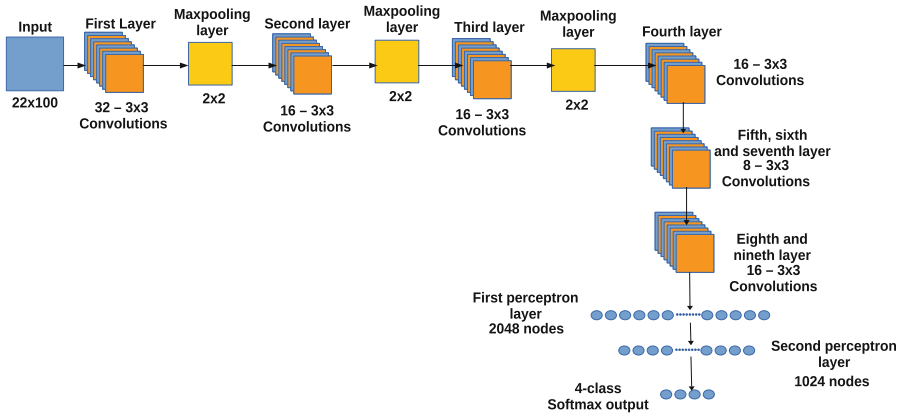 Input
22x100
First Layer
32 – 3x3
Convolutions
Maxpooling
layer
2x2
Second layer
16 – 3x3
Convolutions
Maxpooling
layer
2x2
Third layer
16 – 3x3
Convolutions
Maxpooling
layer
2x2
Fourth layer
16 – 3x3
Convolutions
Fifth, sixth
and seventh layer
8 – 3x3
Convolutions
Eighth and
nineth layer
16 – 3x3
Convolutions
First perceptron
layer
2048 nodes
Second perceptron
layer
1024 nodes
4-class
Softmax output